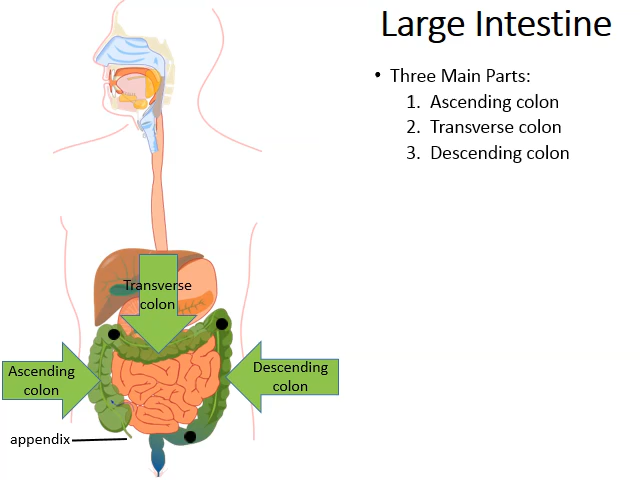 Large Intestine
• Three Main Parts:
1. Ascending colon
2. Transverse colon
3. Descending colon
Transverse
colon
Ascending
colon
Descending
colon
appendix